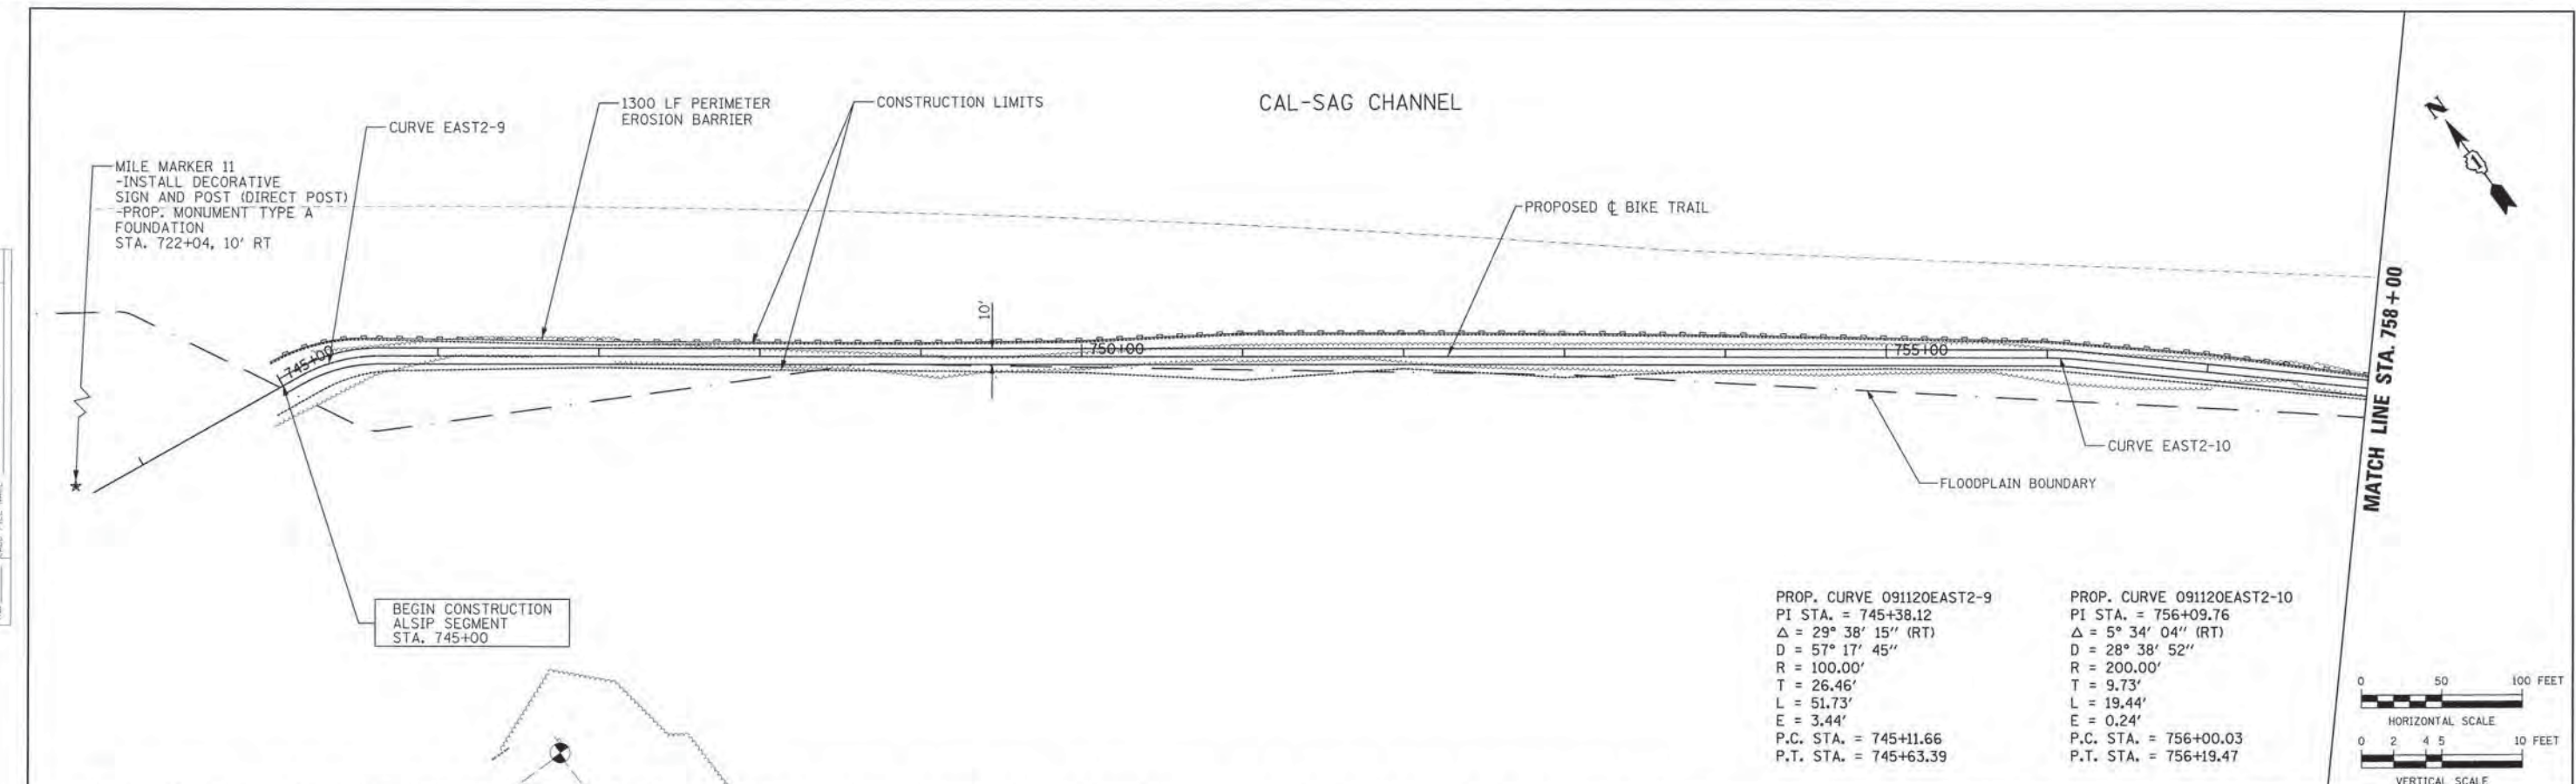 CAL-SAG CHANNEL
1300 LF PERIMETER
EROSION BARRIER
CONSTRUCTION LIMITS
CURVE EAST2-9
N
1
MILE MARKER 11
-INSTALL DECORATIVE
SIGN AND POST (DIRECT POST)
-PROP. MONUMENT TYPE A
FOUNDATION
STA. 722+04, 10' RT
PROPOSED ℄ BIKE TRAIL
10'
745+00
750+00
755+00
MATCH LINE STA. 758+00
CURVE EAST2-10
FLOODPLAIN BOUNDARY
BEGIN CONSTRUCTION
ALSIP SEGMENT
STA. 745+00
PROP. CURVE 091120EAST2-9
PI STA. = 745+38.12
Δ = 29° 38' 15" (RT)
D = 57° 17' 45"
R = 100.00'
T = 26.46'
L = 51.73'
E = 3.44'
P.C. STA. = 745+11.66
P.T. STA. = 745+63.39
PROP. CURVE 091120EAST2-10
PI STA. = 756+09.76
Δ = 5° 34' 04" (RT)
D = 28° 38' 52"
R = 200.00'
T = 9.73'
L = 19.44'
E = 0.24'
P.C. STA. = 756+00.03
P.T. STA. = 756+19.47
0 50 100 FEET
HORIZONTAL SCALE
0 2 4 5 10 FEET
VERTICAL SCALE